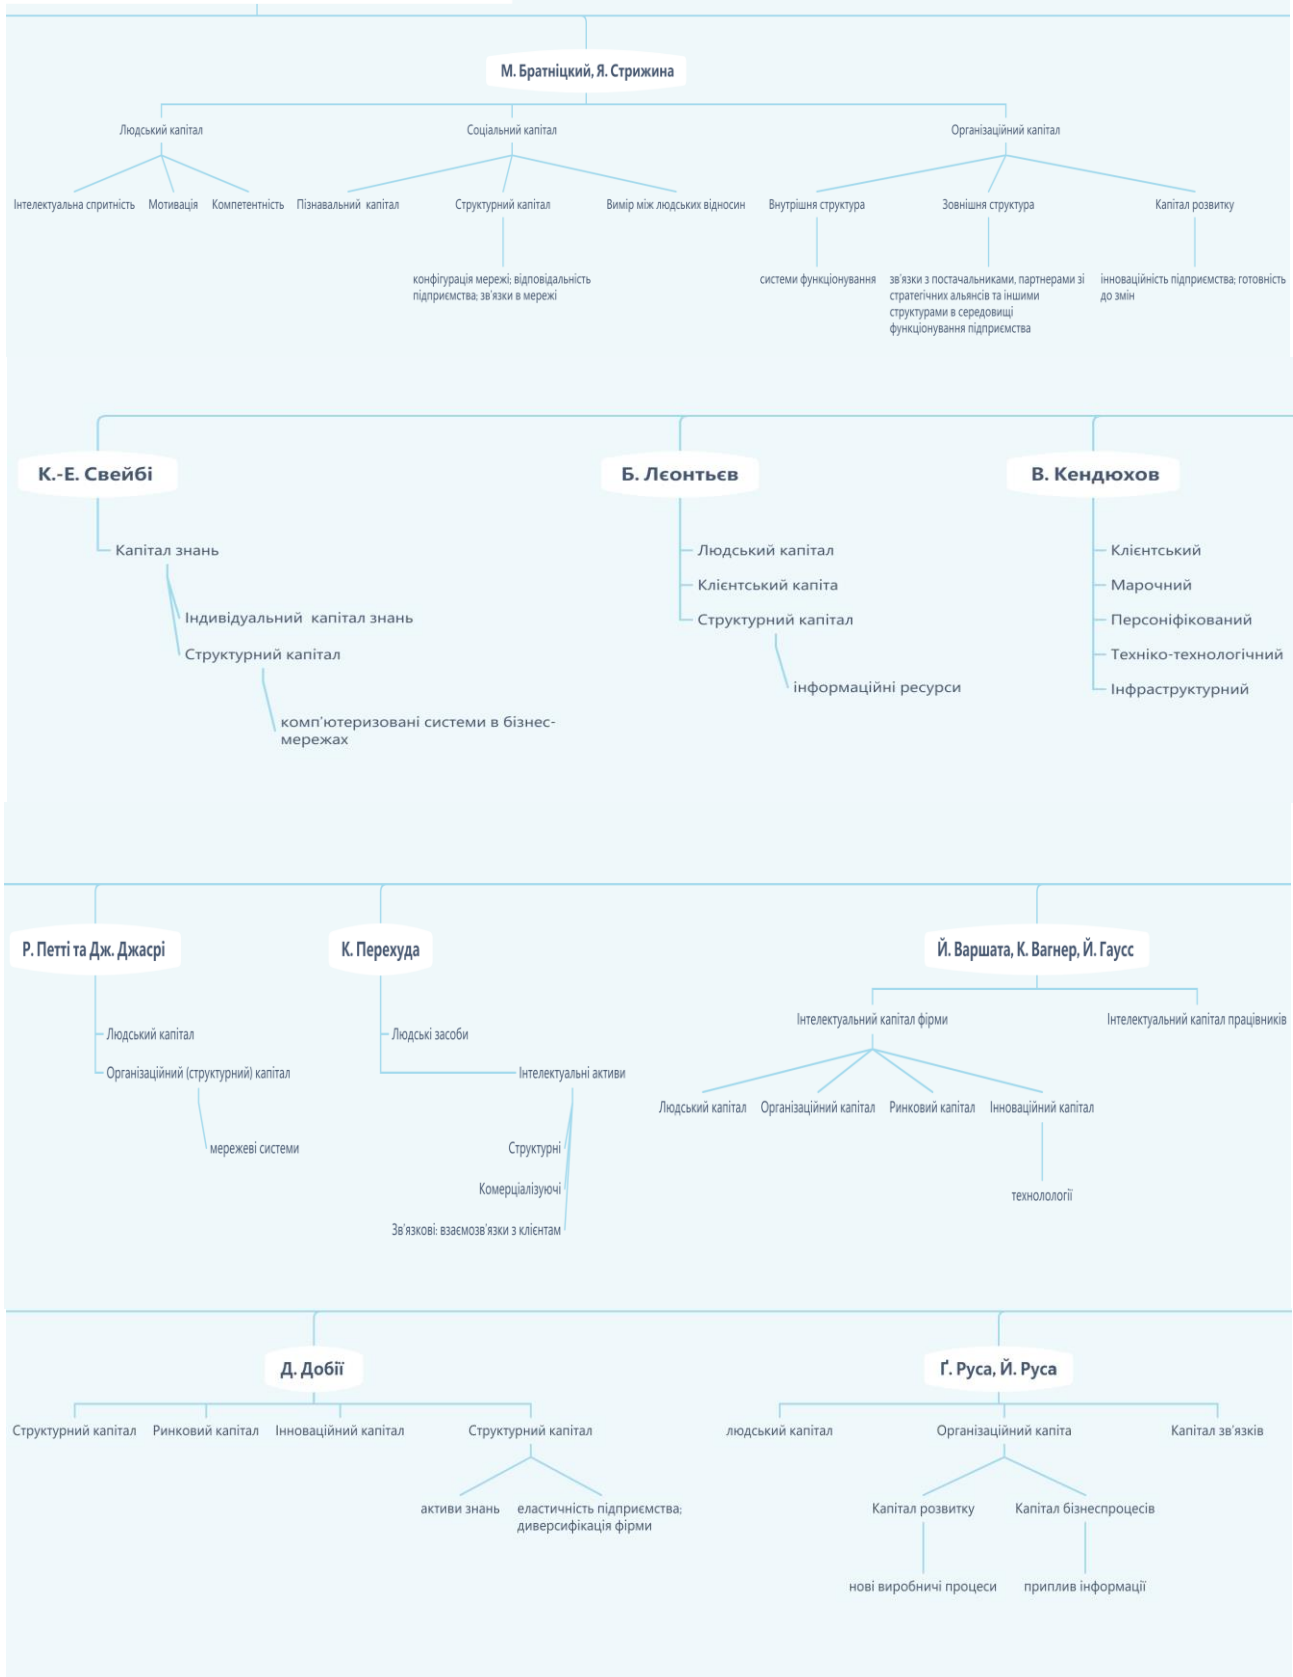 М. Братніцкий, Я. Стрижина
Людський капітал
Соціальний капітал
Організаційний капітал
Інтелектуальна спритність
Мотивація
Компетентність
Пізнавальний капітал
Структурний капітал
Вимір між людських відносин
Внутрішня структура
Зовнішня структура
Капітал розвитку
конфігурація мережі; відповідальність
підприємства; зв'язки в мережі
системи функціонування
зв'язки з постачальниками, партнерами зі
стратегічних альянсів та іншими
структурами в середовищі
функціонування підприємства
інноваційність підприємства; готовність
до змін
К.-Е. Свейбі
Б. Лєонтьєв
В. Кендюхов
Капітал знань
Індивідуальний капітал знань
Структурний капітал
комп'ютеризовані системи в бізнес-
мережах
Людський капітал
Клієнтський капіта
Структурний капітал
інформаційні ресурси
Клієнтський
Марочний
Персоніфікований
Техніко-технологічний
Інфраструктурний
Р. Петті та Дж. Джасрі
К. Перехуда
Й. Варшата, К. Вагнер, Й. Гаусс
Людський капітал
Організаційний (структурний) капітал
мережеві системи
Людські засоби
Інтелектуальні активи
Структурні
Комерціалізуючі
Зв'язкові: взаємозв'язки з клієнтам
Інтелектуальний капітал фірми
Інтелектуальний капітал працівників
Людський капітал
Організаційний капітал
Ринковий капітал
Інноваційний капітал
технолології
Д. Добії
Ґ. Руса, Й. Руса
Структурний капітал
Ринковий капітал
Інноваційний капітал
Структурний капітал
активи знань
еластичність підприємства;
диверсифікація фірми
людський капітал
Організаційний капіта
Капітал зв'язків
Капітал розвитку
Капітал бізнеспроцесів
нові виробничі процеси
приплив інформації